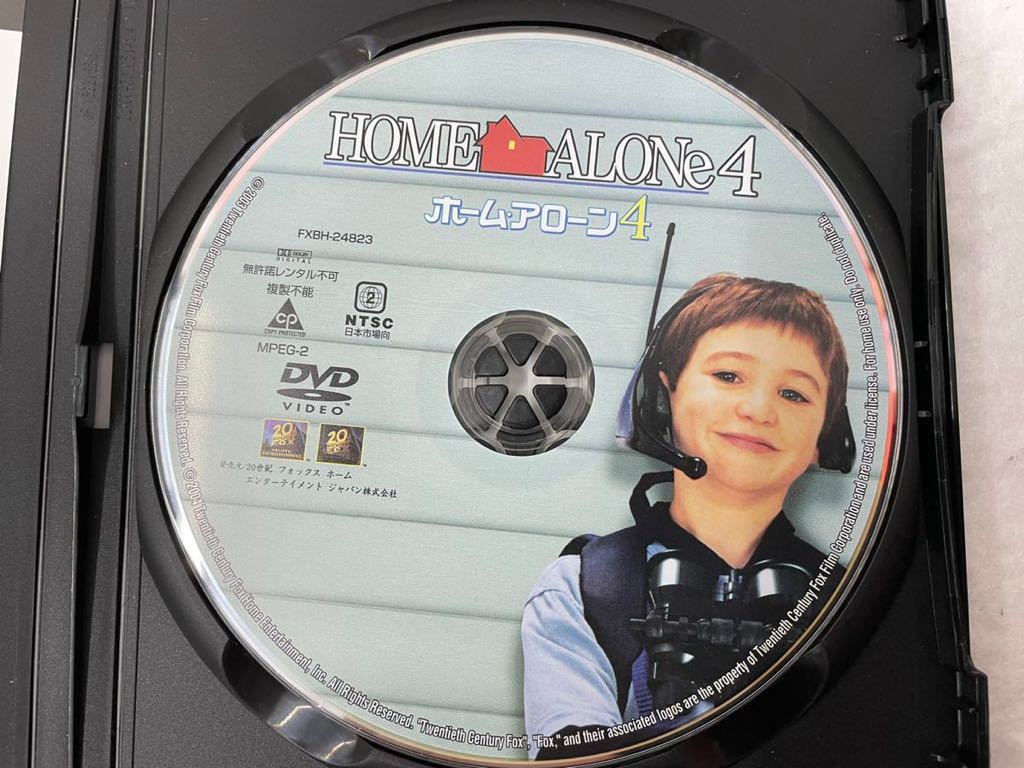 HOME ALONe 4
ホーム・アローン4
FXBH-24823
DOLBY
DIGITAL
無許諾レンタル不可
複製不能
CP
COPY PROTECTED
2
NTSC
日本市場向
MPEG-2
DVD
VIDEO
発売元:20世紀 フォックス ホーム
エンターテイメント ジャパン株式会社
© 2003 Twentieth Century Fox Film Corporation. All Rights Reserved. © 2004 Twentieth Century Fox Home Entertainment, Inc. All Rights Reserved. "Twentieth Century Fox", "Fox," and their associated logos are the property of Twentieth Century Fox Film Corporation and are used under license. For home use only. Do not duplicate.